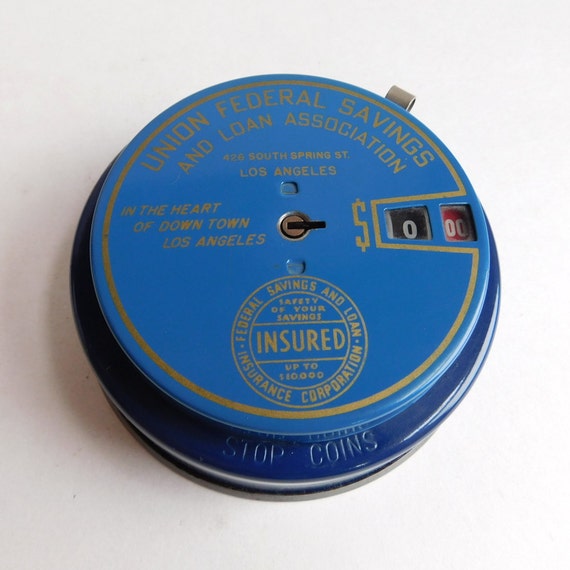 UNION FEDERAL SAVINGS
AND LOAN ASSOCIATION
426 SOUTH SPRING ST.
LOS ANGELES
IN THE HEART
OF DOWN TOWN
LOS ANGELES
$ 0 00
FEDERAL SAVINGS AND LOAN
INSURANCE CORPORATION
SAFETY
OF YOUR
SAVINGS
INSURED
UP TO
$10000
STOP COINS